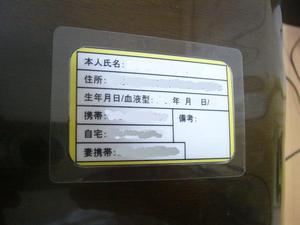 本人氏名:
住所:
生年月日/血液型: . . 年 月 日/
携帯:
備考:
自宅:
妻携帯: